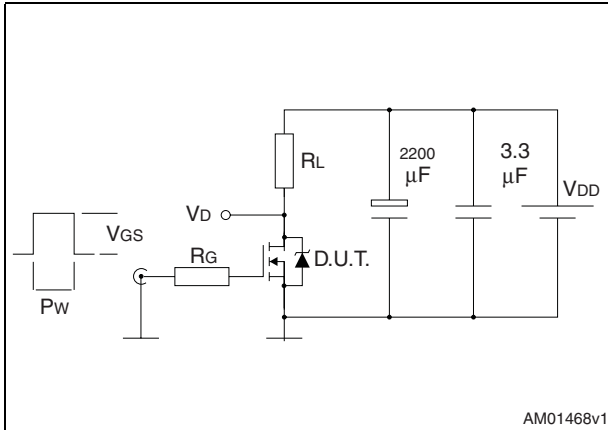 RL
2200
μF
3.3
μF
VDD
VD
VGS
RG
D.U.T.
PW
AM01468v1